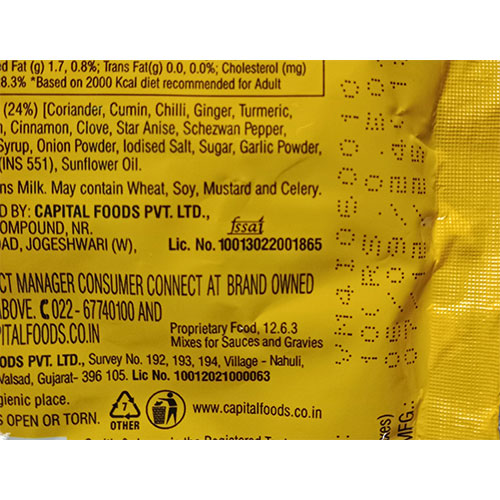 Fat (g) 1.7, 0.8%; Trans Fat(g) 0.0, 0.0%; Cholesterol (mg)
8.3% *Based on 2000 Kcal diet recommended for Adult
(24%) [Coriander, Cumin, Chilli, Ginger, Turmeric,
Cinnamon, Clove, Star Anise, Schezwan Pepper,
Syrup, Onion Powder, Iodised Salt, Sugar, Garlic Powder,
(INS 551), Sunflower Oil.
ns Milk. May contain Wheat, Soy, Mustard and Celery.
D BY: CAPITAL FOODS PVT. LTD.,
OMPOUND, NR.
AD, JOGESHWARI (W),
fssai
Lic. No. 10013022001865
CT MANAGER CONSUMER CONNECT AT BRAND OWNED
ABOVE. 022 - 67740100 AND
PITALFOODS.CO.IN
Proprietary Food, 12.6.3
Mixes for Sauces and Gravies
ODS PVT. LTD., Survey No. 192, 193, 194, Village - Nahuli,
Valsad, Gujarat- 396 105. Lic No. 10012021000063
gienic place.
S OPEN OR TORN.
7
OTHER
www.capitalfoods.co.in
MFG.: